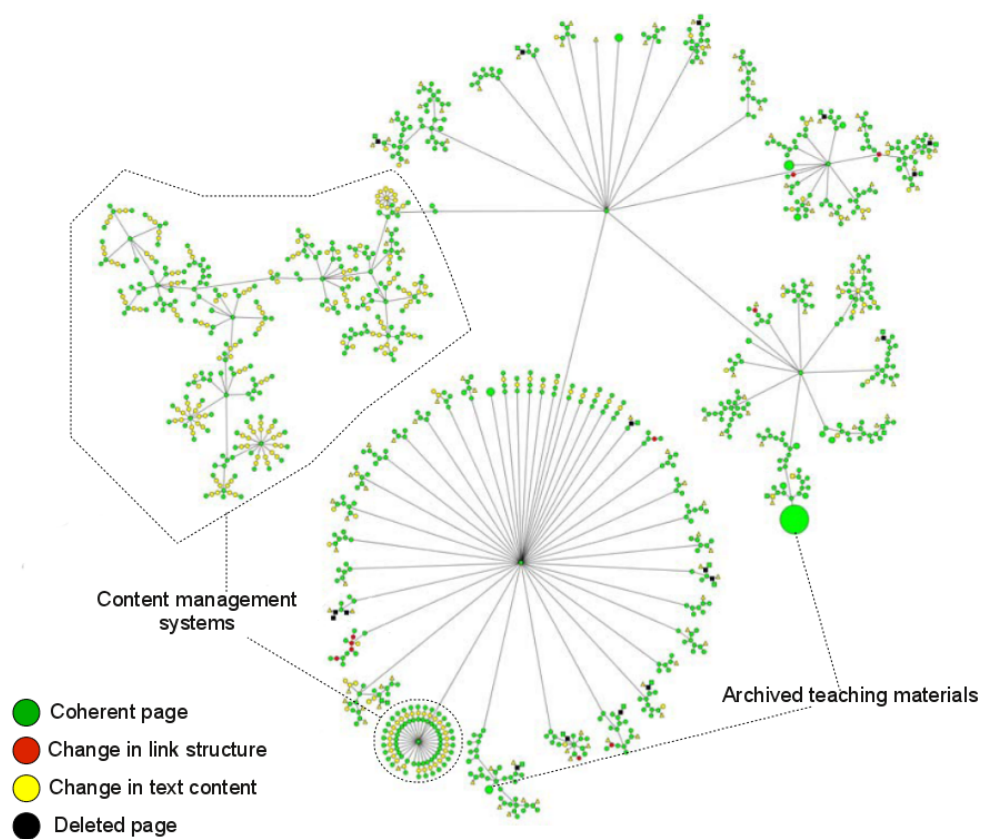 Content management
systems
Archived teaching materials
Coherent page
Change in link structure
Change in text content
Deleted page